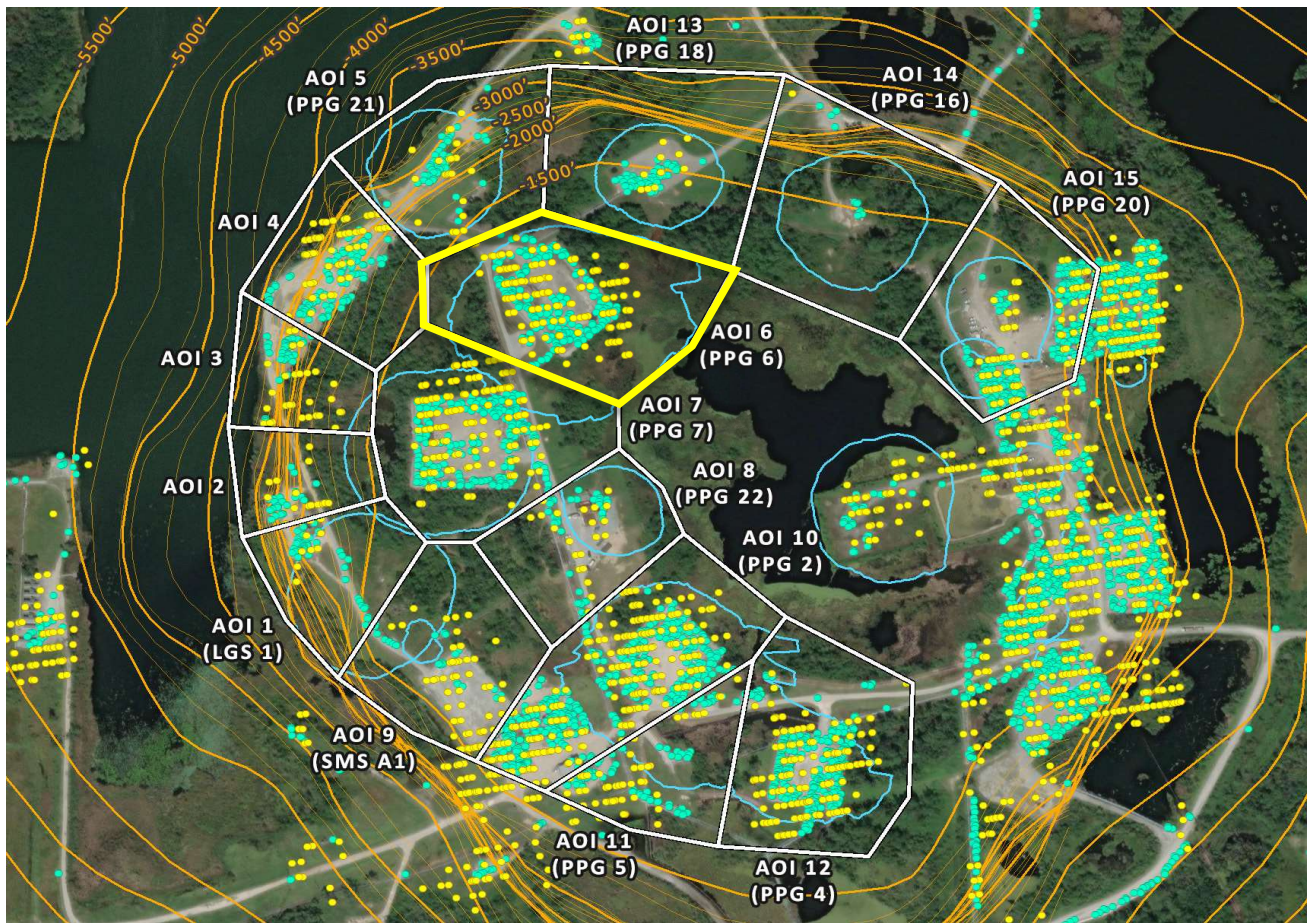 -5500'
-5000'
-4500'
-4000'
-3500'
-3000'
-2500'
-2000'
-1500'
AOI 13
(PPG 18)
AOI 14
(PPG 16)
AOI 5
(PPG 21)
AOI 15
(PPG 20)
AOI 4
AOI 6
(PPG 6)
AOI 3
AOI 7
(PPG 7)
AOI 8
(PPG 22)
AOI 2
AOI 10
(PPG 2)
AOI 1
(LGS 1)
AOI 9
(SMS A1)
AOI 11
(PPG 5)
AOI 12
(PPG 4)